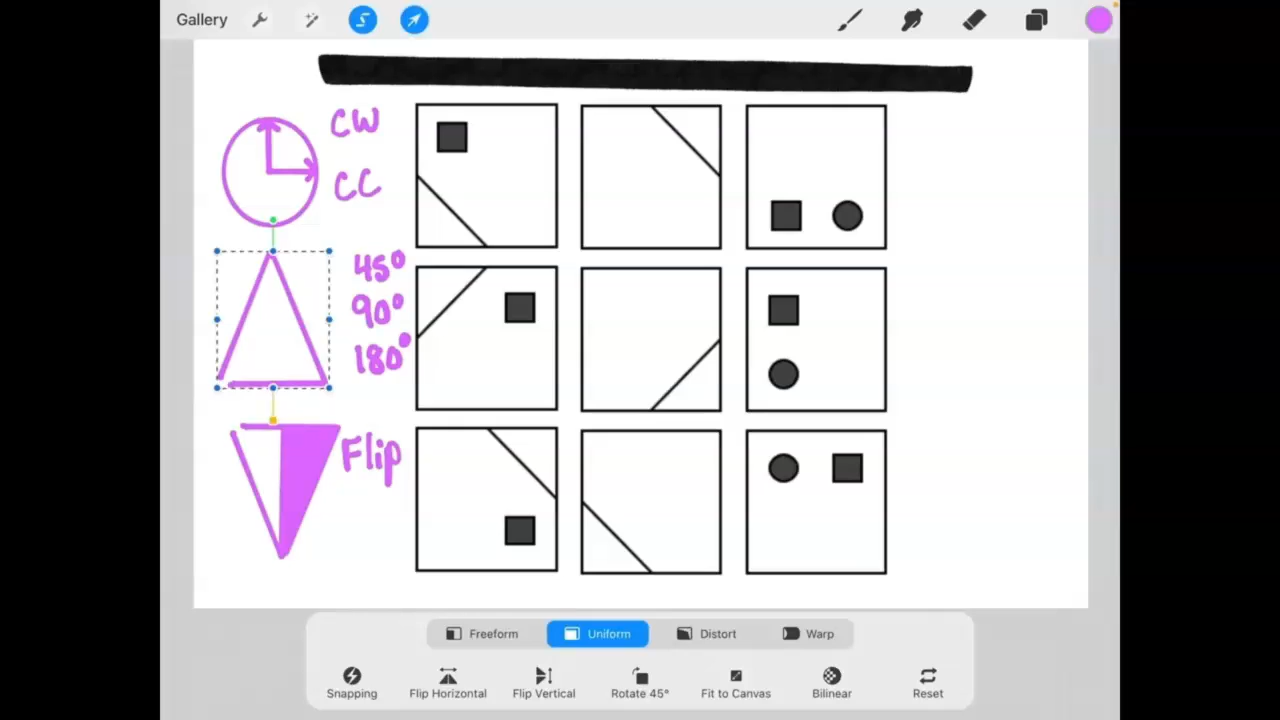 Gallery
CW
CC
45°
90°
180°
Flip
Freeform Uniform Distort Warp
Snapping Flip Horizontal Flip Vertical Rotate 45° Fit to Canvas Bilinear Reset